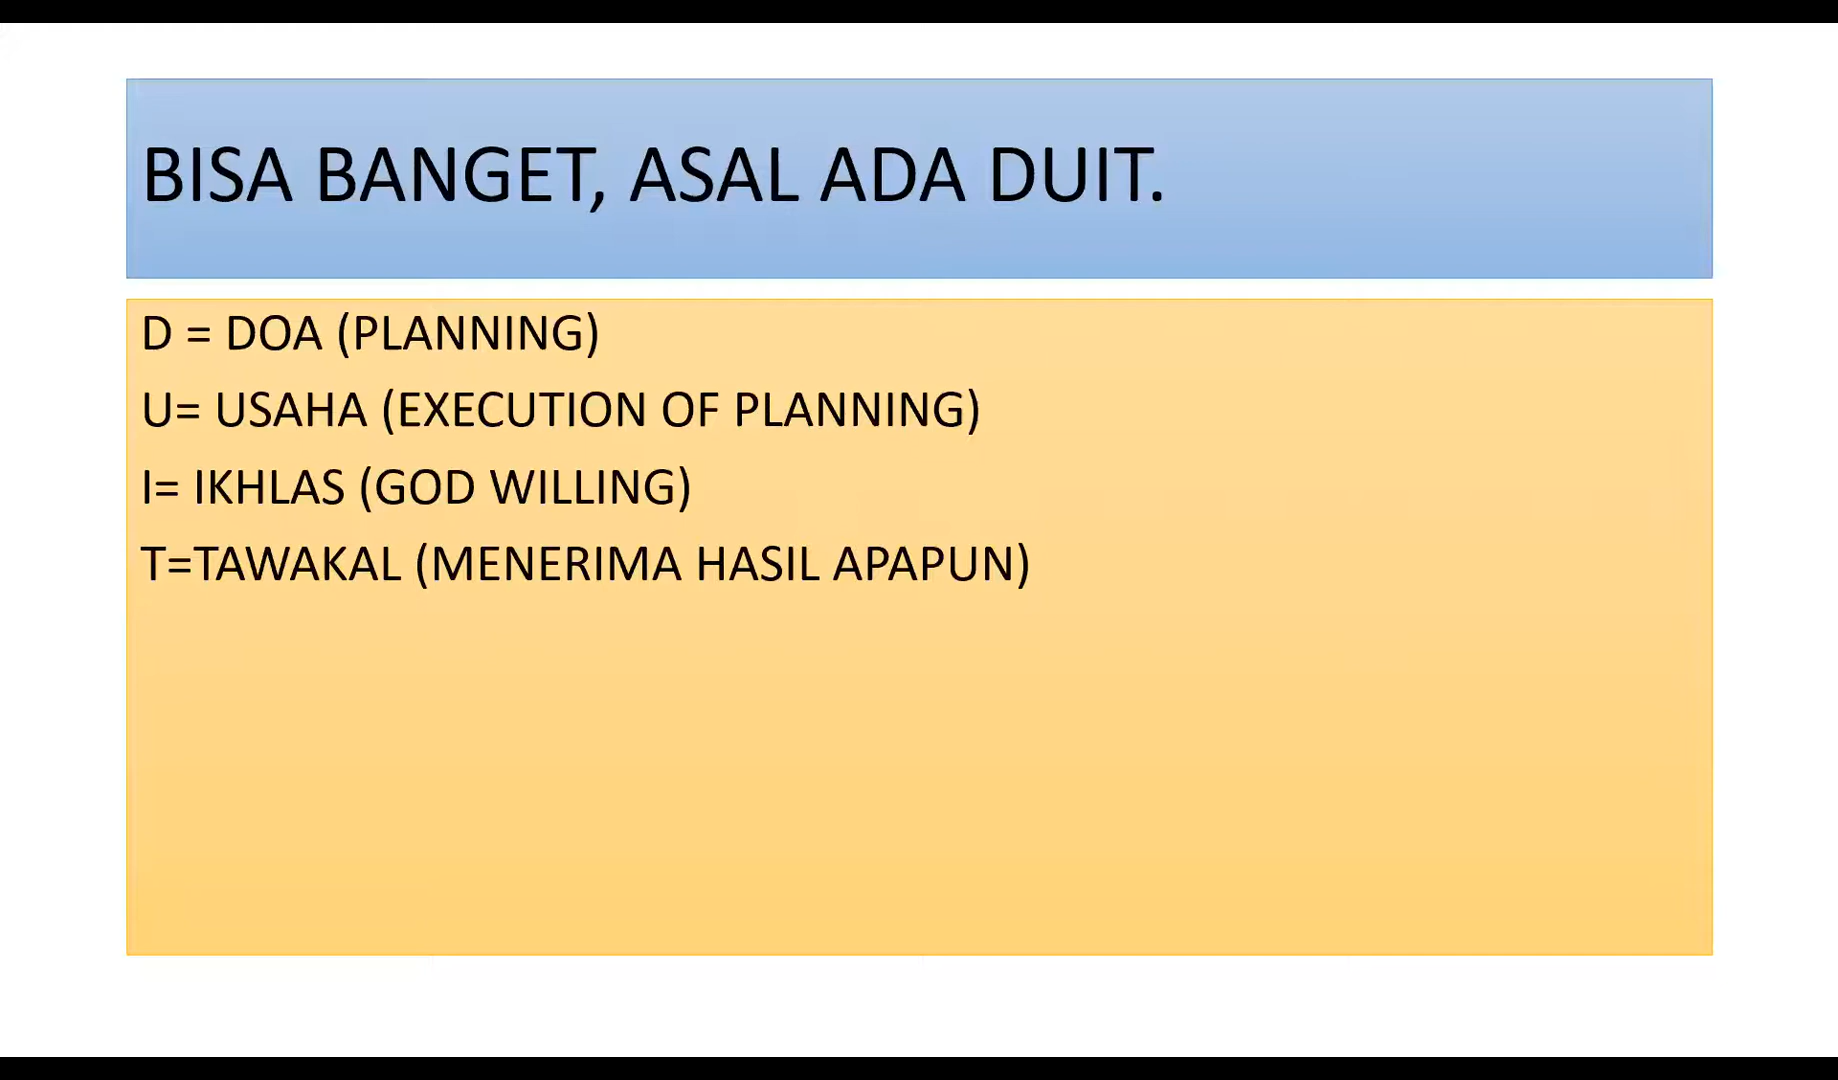 BISA BANGET, ASAL ADA DUIT.
D = DOA (PLANNING)
U= USAHA (EXECUTION OF PLANNING)
I= IKHLAS (GOD WILLING)
T=TAWAKAL (MENERIMA HASIL APAPUN)